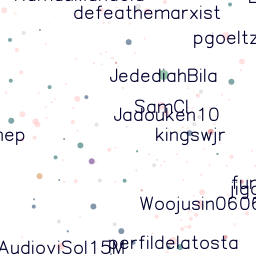 defeathemarxist
pgoeltz
JedediahBila
SamCl
Jadouken10
kingswjr
nep
Woojusin0606
AudioviSol15M
perfildelatosta